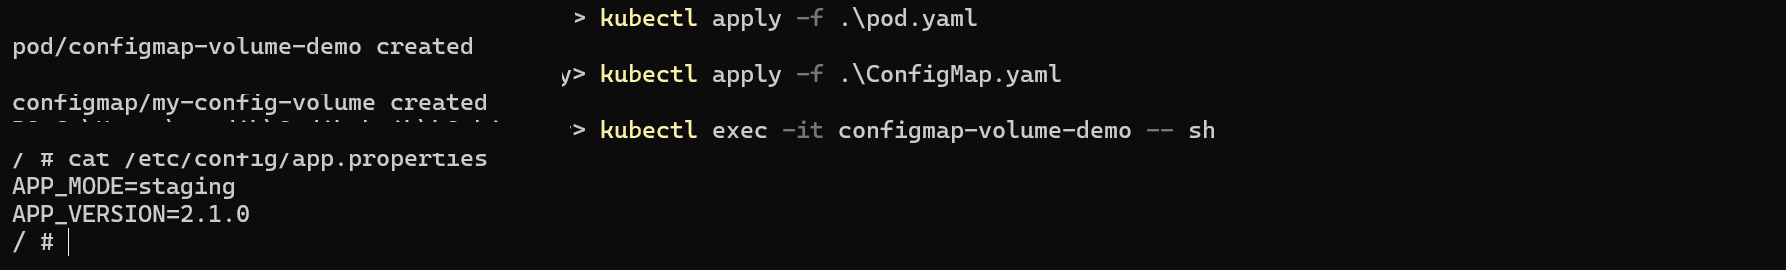 > kubectl apply -f .\pod.yaml
pod/configmap-volume-demo created
y> kubectl apply -f .\ConfigMap.yaml
configmap/my-config-volume created
> kubectl exec -it configmap-volume-demo -- sh
/ # cat /etc/config/app.properties
APP_MODE=staging
APP_VERSION=2.1.0
/ #